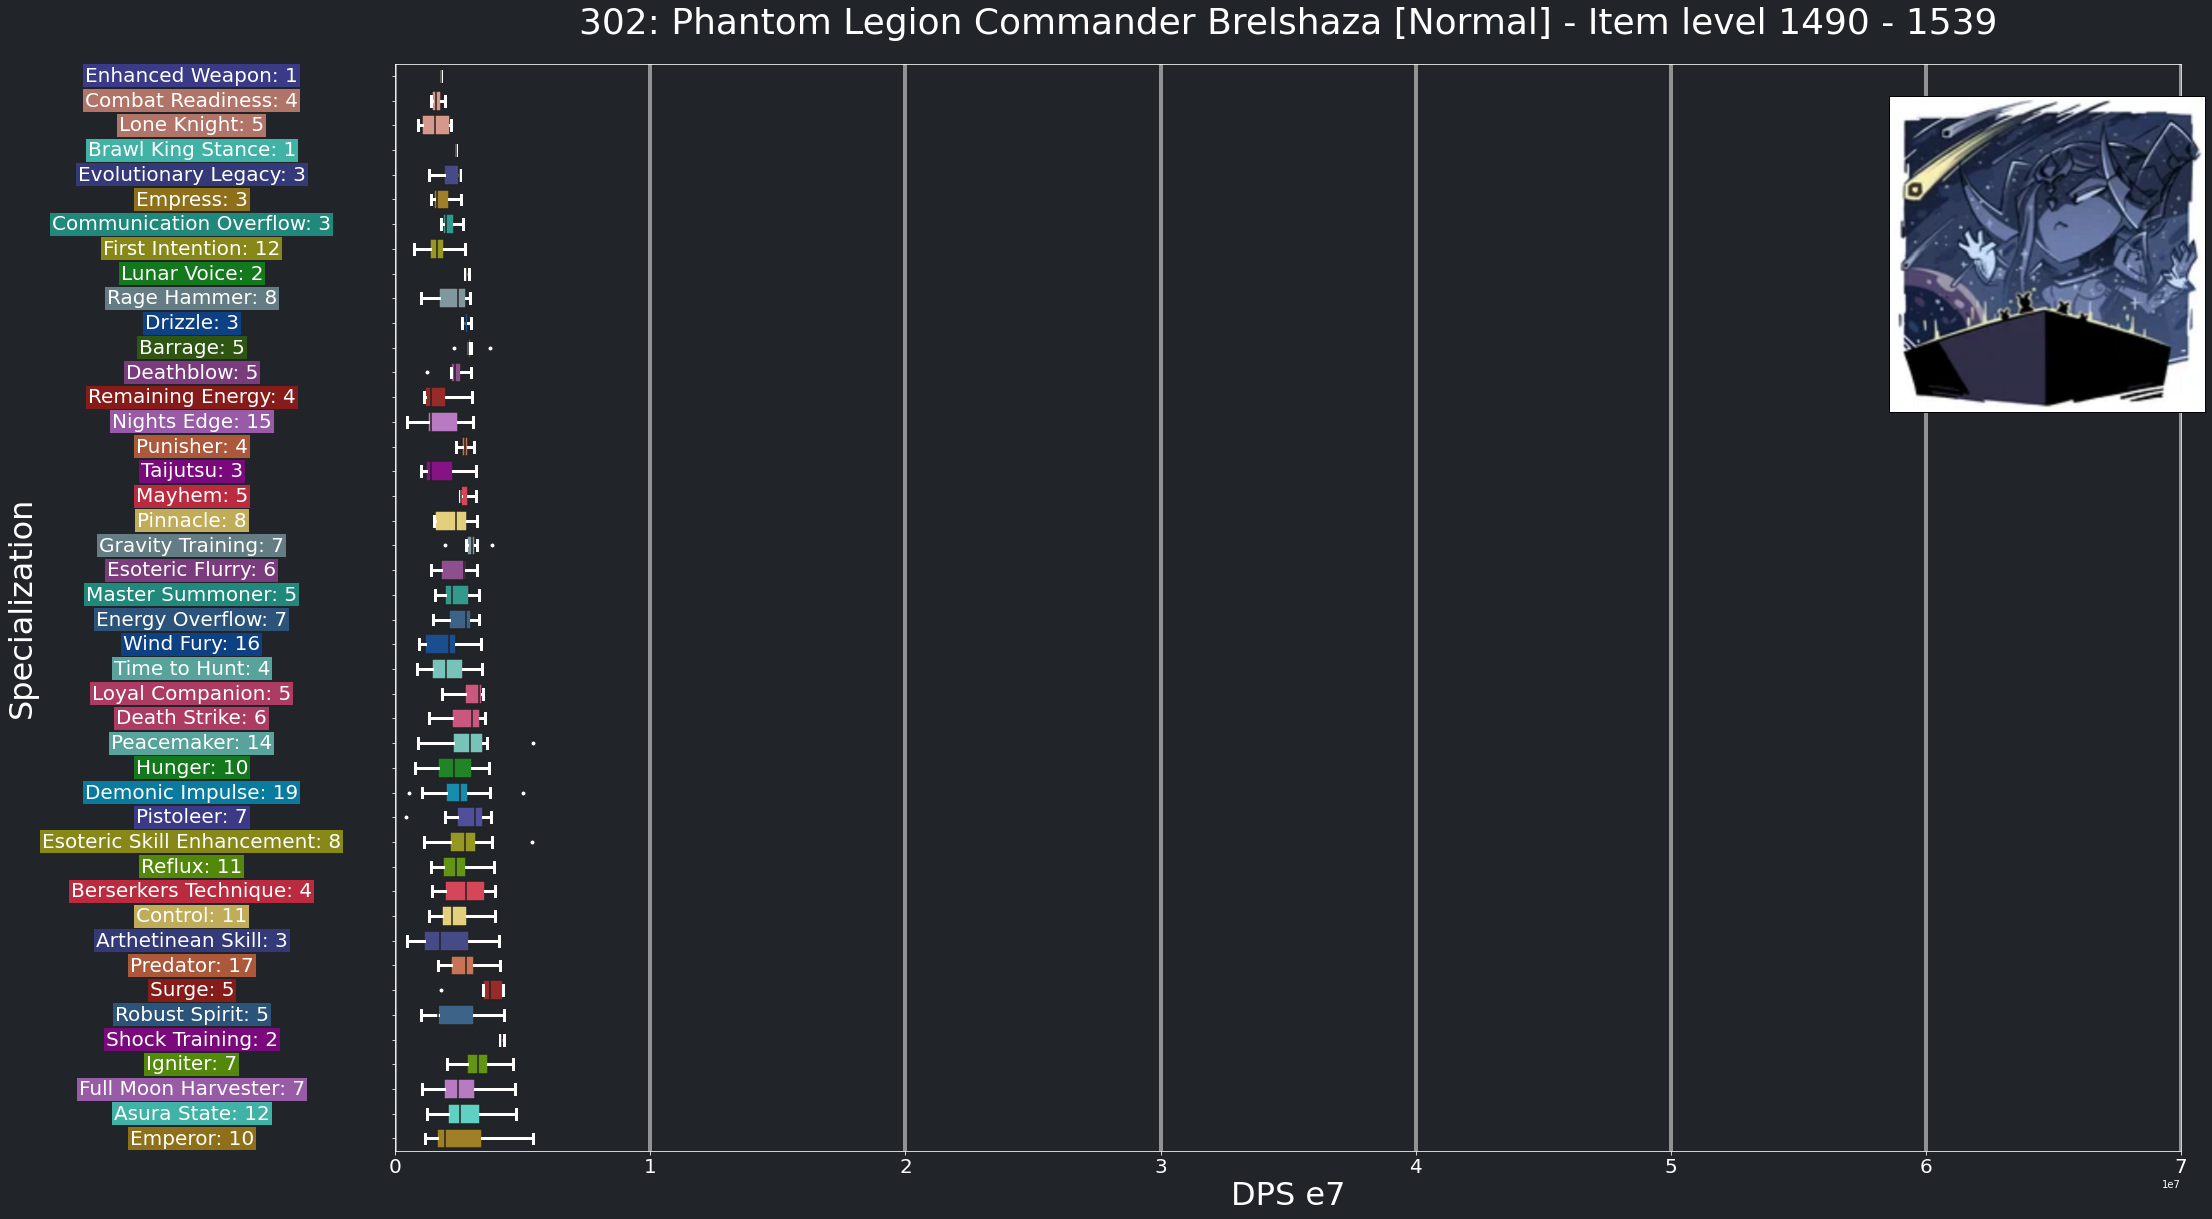 302: Phantom Legion Commander Brelshaza [Normal] - Item level 1490 - 1539
Specialization
Enhanced Weapon: 1
Combat Readiness: 4
Lone Knight: 5
Brawl King Stance: 1
Evolutionary Legacy: 3
Empress: 3
Communication Overflow: 3
First Intention: 12
Lunar Voice: 2
Rage Hammer: 8
Drizzle: 3
Barrage: 5
Deathblow: 5
Remaining Energy: 4
Nights Edge: 15
Punisher: 4
Taijutsu: 3
Mayhem: 5
Pinnacle: 8
Gravity Training: 7
Esoteric Flurry: 6
Master Summoner: 5
Energy Overflow: 7
Wind Fury: 16
Time to Hunt: 4
Loyal Companion: 5
Death Strike: 6
Peacemaker: 14
Hunger: 10
Demonic Impulse: 19
Pistoleer: 7
Esoteric Skill Enhancement: 8
Reflux: 11
Berserkers Technique: 4
Control: 11
Arthetinean Skill: 3
Predator: 17
Surge: 5
Robust Spirit: 5
Shock Training: 2
Igniter: 7
Full Moon Harvester: 7
Asura State: 12
Emperor: 10
0 1 2 3 4 5 6 7
1e7
DPS e7